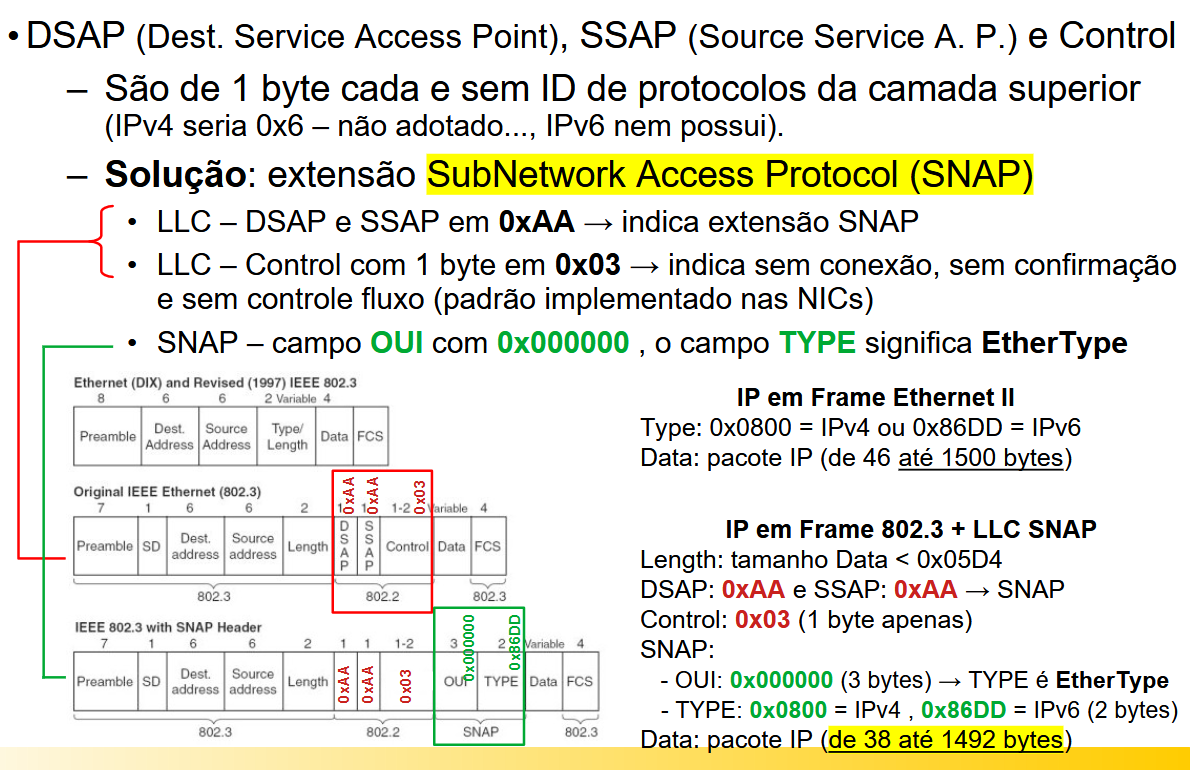 • DSAP (Dest. Service Access Point), SSAP (Source Service A. P.) e Control
– São de 1 byte cada e sem ID de protocolos da camada superior
(IPv4 seria 0x6 – não adotado..., IPv6 nem possui).
– Solução: extensão SubNetwork Access Protocol (SNAP)
• LLC – DSAP e SSAP em 0xAA → indica extensão SNAP
• LLC – Control com 1 byte em 0x03 → indica sem conexão, sem confirmação
e sem controle fluxo (padrão implementado nas NICs)
• SNAP – campo OUI com 0x000000 , o campo TYPE significa EtherType
Ethernet (DIX) and Revised (1997) IEEE 802.3
8 6 6 2 Variable 4
Preamble Dest. Address Source Address Type/ Length Data FCS
Original IEEE Ethernet (802.3)
7 1 6 6 2 1 1 1-2 Variable 4
0xAA 0xAA 0x03
Preamble SD Dest. address Source address Length DSAP SSAP Control Data FCS
802.3 802.2 802.3
IEEE 802.3 with SNAP Header
7 1 6 6 2 1 1 1-2 3 2 Variable 4
0x000000 0x86DD
Preamble SD Dest. address Source address Length 0xAA 0xAA 0x03 OUI TYPE Data FCS
802.3 802.2 SNAP 802.3
IP em Frame Ethernet II
Type: 0x0800 = IPv4 ou 0x86DD = IPv6
Data: pacote IP (de 46 até 1500 bytes)
IP em Frame 802.3 + LLC SNAP
Length: tamanho Data < 0x05D4
DSAP: 0xAA e SSAP: 0xAA → SNAP
Control: 0x03 (1 byte apenas)
SNAP:
- OUI: 0x000000 (3 bytes) → TYPE é EtherType
- TYPE: 0x0800 = IPv4 , 0x86DD = IPv6 (2 bytes)
Data: pacote IP (de 38 até 1492 bytes)